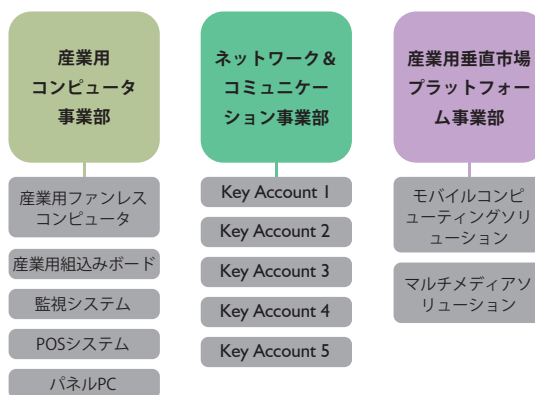 産業用
コンピュータ
事業部
産業用ファンレス
コンピュータ
産業用組込みボード
監視システム
POSシステム
パネルPC
ネットワーク＆
コミュニケー
ション事業部
Key Account 1
Key Account 2
Key Account 3
Key Account 4
Key Account 5
産業用垂直市場
プラットフォー
ム事業部
モバイルコンピ
ューティングソリ
ューション
マルチメディアソ
リューション